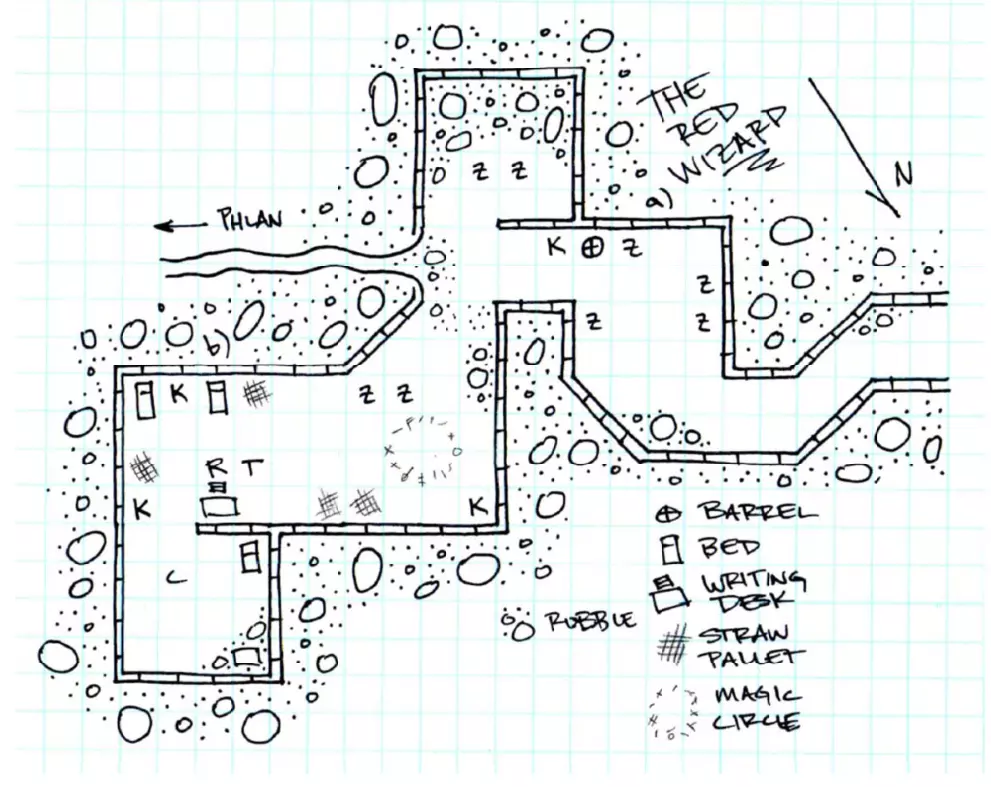 THE
RED
WIZARD
N
PHLAN
Z Z
a)
K Z
Z
Z Z
b)
K
Z Z
R T
K
K
C
BARREL
BED
WRITING
DESK
RUBBLE
STRAW
PALLET
MAGIC
CIRCLE